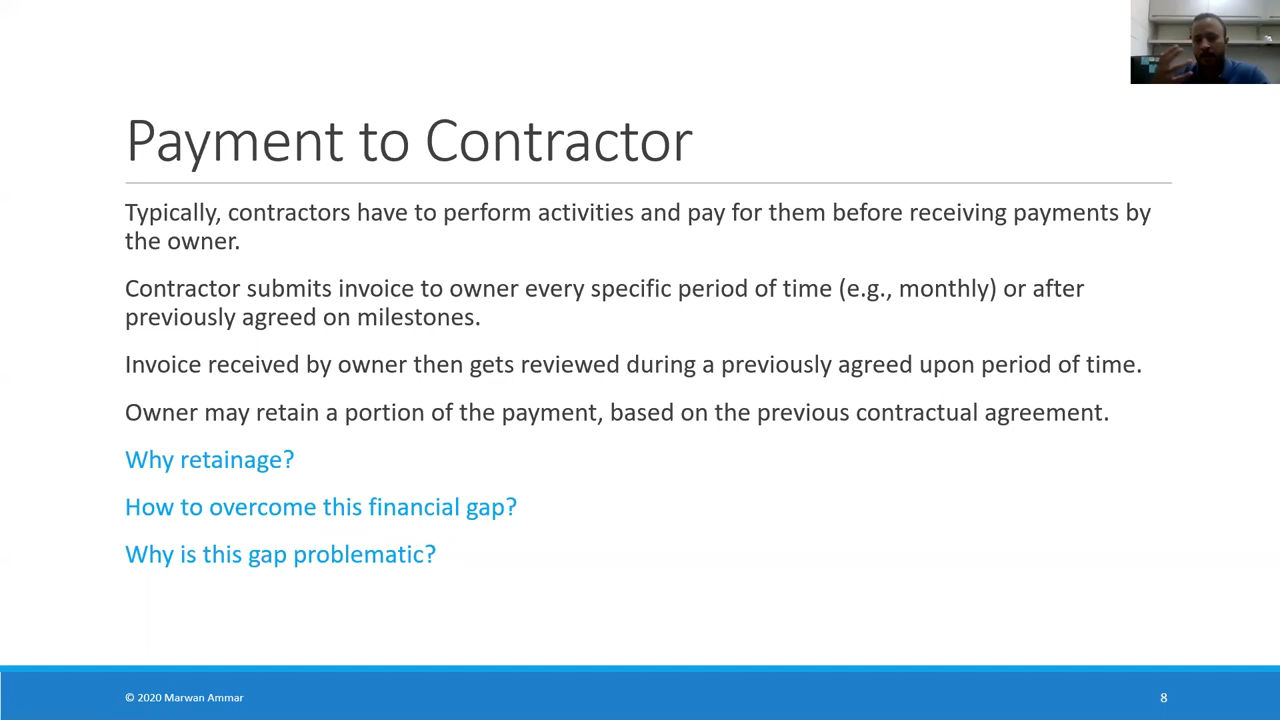 Payment to Contractor
Typically, contractors have to perform activities and pay for them before receiving payments by
the owner.
Contractor submits invoice to owner every specific period of time (e.g., monthly) or after
previously agreed on milestones.
Invoice received by owner then gets reviewed during a previously agreed upon period of time.
Owner may retain a portion of the payment, based on the previous contractual agreement.
Why retainage?
How to overcome this financial gap?
Why is this gap problematic?
© 2020 Marwan Ammar
8